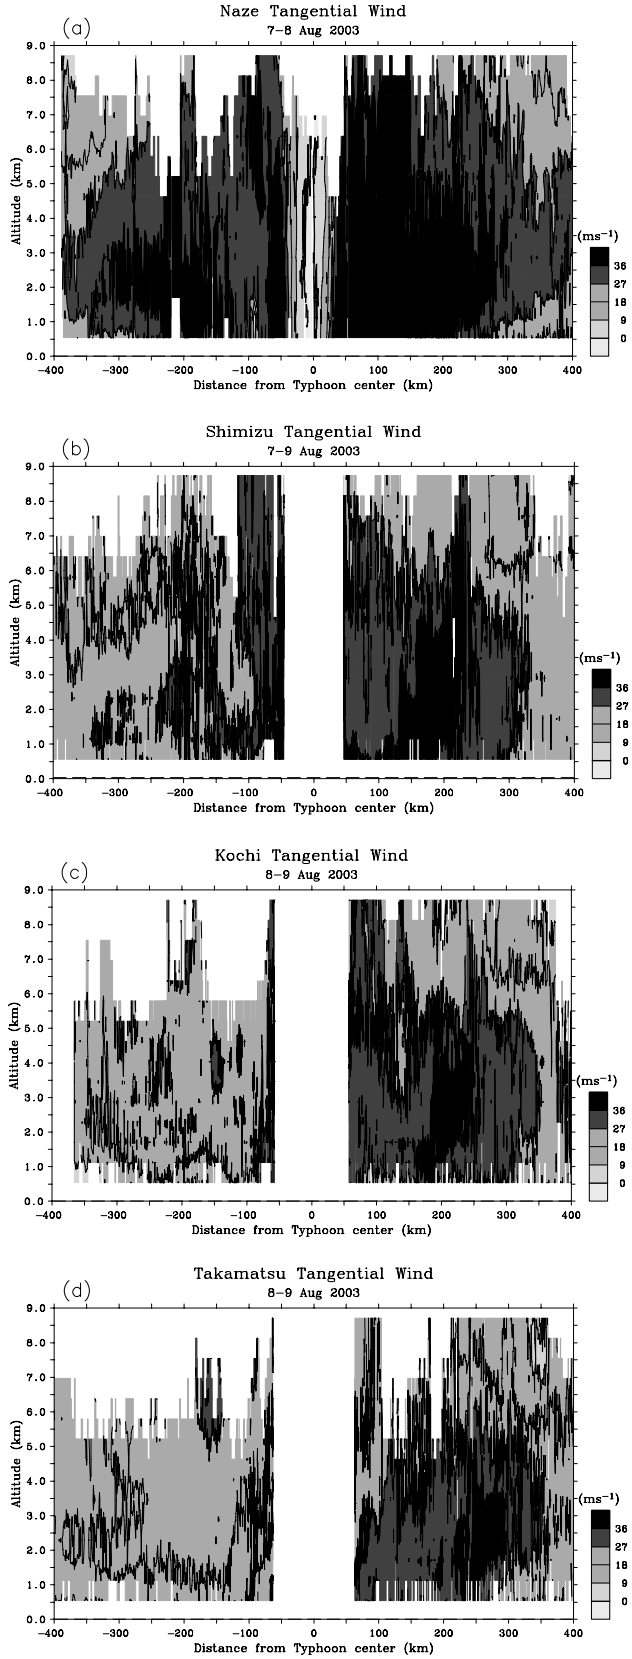 Naze Tangential Wind
(a)
7-8 Aug 2003
9.0
8.0
7.0
6.0
5.0
4.0
3.0
2.0
1.0
0.0
Altitude (km)
-400 -300 -200 -100 0 100 200 300 400
Distance from Typhoon center (km)
(ms⁻¹)
36
27
18
9
0
Shimizu Tangential Wind
(b)
7-9 Aug 2003
9.0
8.0
7.0
6.0
5.0
4.0
3.0
2.0
1.0
0.0
Altitude (km)
-400 -300 -200 -100 0 100 200 300 400
Distance from Typhoon center (km)
(ms⁻¹)
36
27
18
9
0
Kochi Tangential Wind
(c)
8-9 Aug 2003
9.0
8.0
7.0
6.0
5.0
4.0
3.0
2.0
1.0
0.0
Altitude (km)
-400 -300 -200 -100 0 100 200 300 400
Distance from Typhoon center (km)
(ms⁻¹)
36
27
18
9
0
Takamatsu Tangential Wind
(d)
8-9 Aug 2003
9.0
8.0
7.0
6.0
5.0
4.0
3.0
2.0
1.0
0.0
Altitude (km)
-400 -300 -200 -100 0 100 200 300 400
Distance from Typhoon center (km)
(ms⁻¹)
36
27
18
9
0